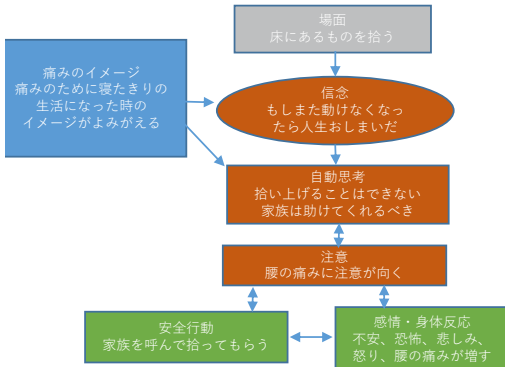 場面
床にあるものを拾う
痛みのイメージ
痛みのために寝たきりの
生活になった時の
イメージがよみがえる
信念
もしまた動けなくなっ
たら人生おしまいだ
自動思考
拾い上げることはできない
家族は助けてくれるべき
注意
腰の痛みに注意が向く
安全行動
家族を呼んで拾ってもらう
感情・身体反応
不安、恐怖、悲しみ、
怒り、腰の痛みが増す